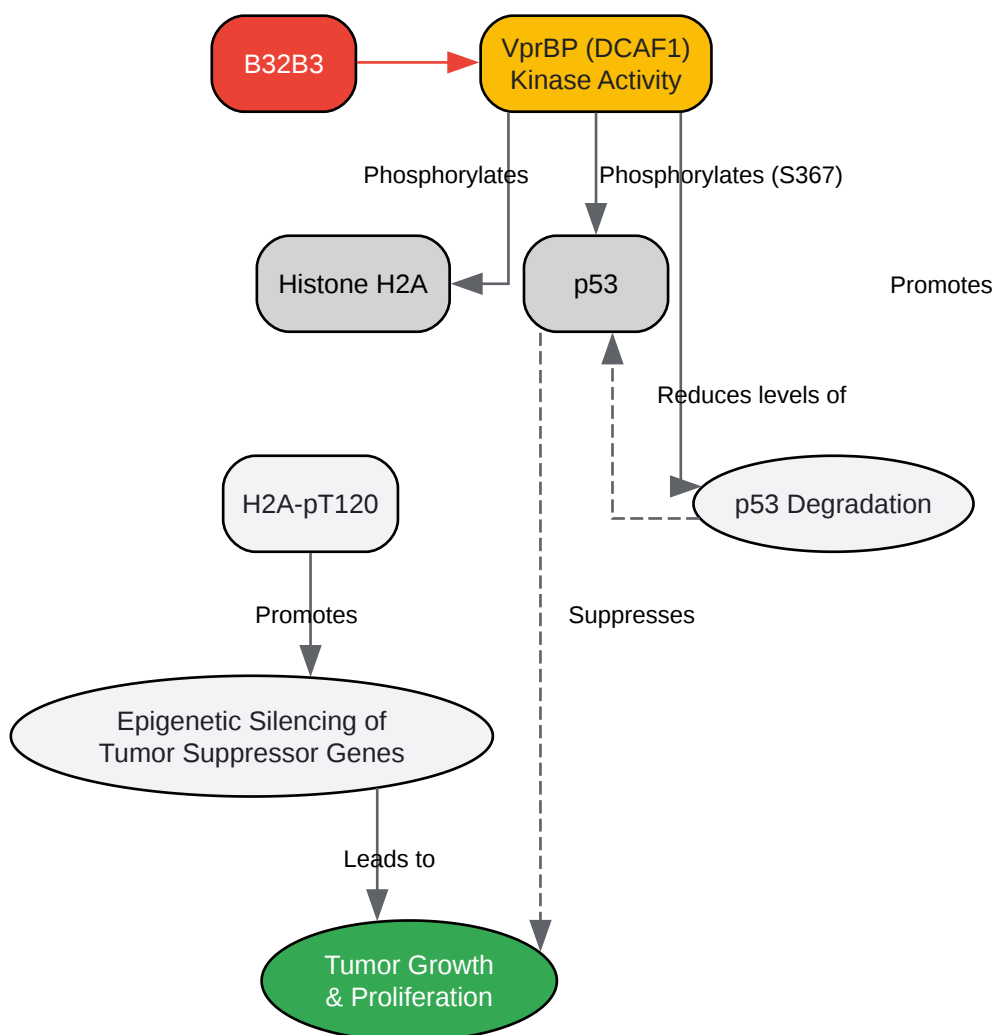 B32B3
VprBP (DCAF1)
Kinase Activity
Phosphorylates
Phosphorylates (S367)
Histone H2A
p53
Promotes
Reduces levels of
H2A-pT120
p53 Degradation
Promotes
Suppresses
Epigenetic Silencing of
Tumor Suppressor Genes
Leads to
Tumor Growth
& Proliferation